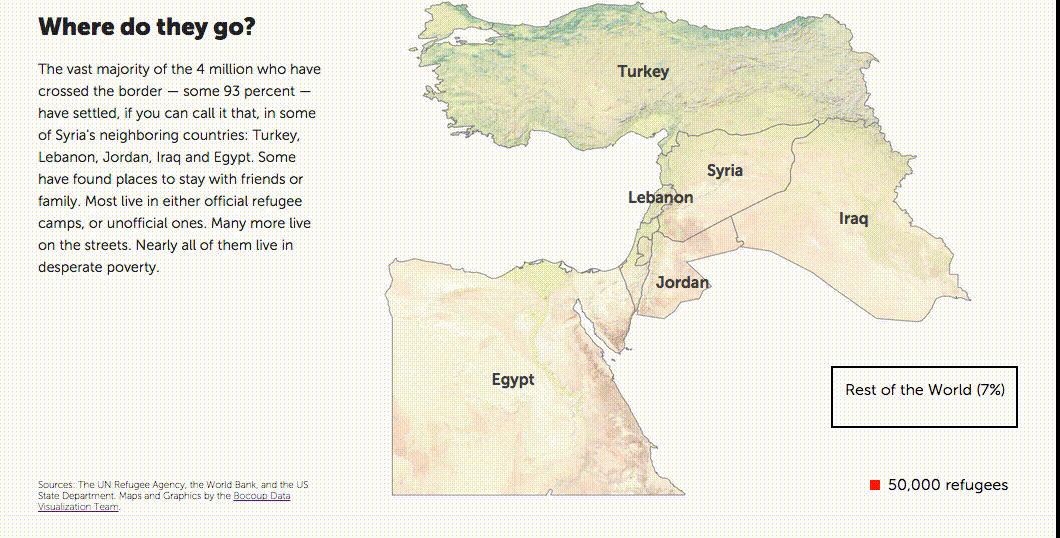 Where do they go?
The vast majority of the 4 million who have
crossed the border — some 93 percent —
have settled, if you can call it that, in some
of Syria's neighboring countries: Turkey,
Lebanon, Jordan, Iraq and Egypt. Some
have found places to stay with friends or
family. Most live in either official refugee
camps, or unofficial ones. Many more live
on the streets. Nearly all of them live in
desperate poverty.
Turkey
Syria
Lebanon
Iraq
Jordan
Egypt
Rest of the World (7%)
50,000 refugees
Sources: The UN Refugee Agency, the World Bank, and the US
State Department. Maps and Graphics by the Bocoup Data
Visualization Team.